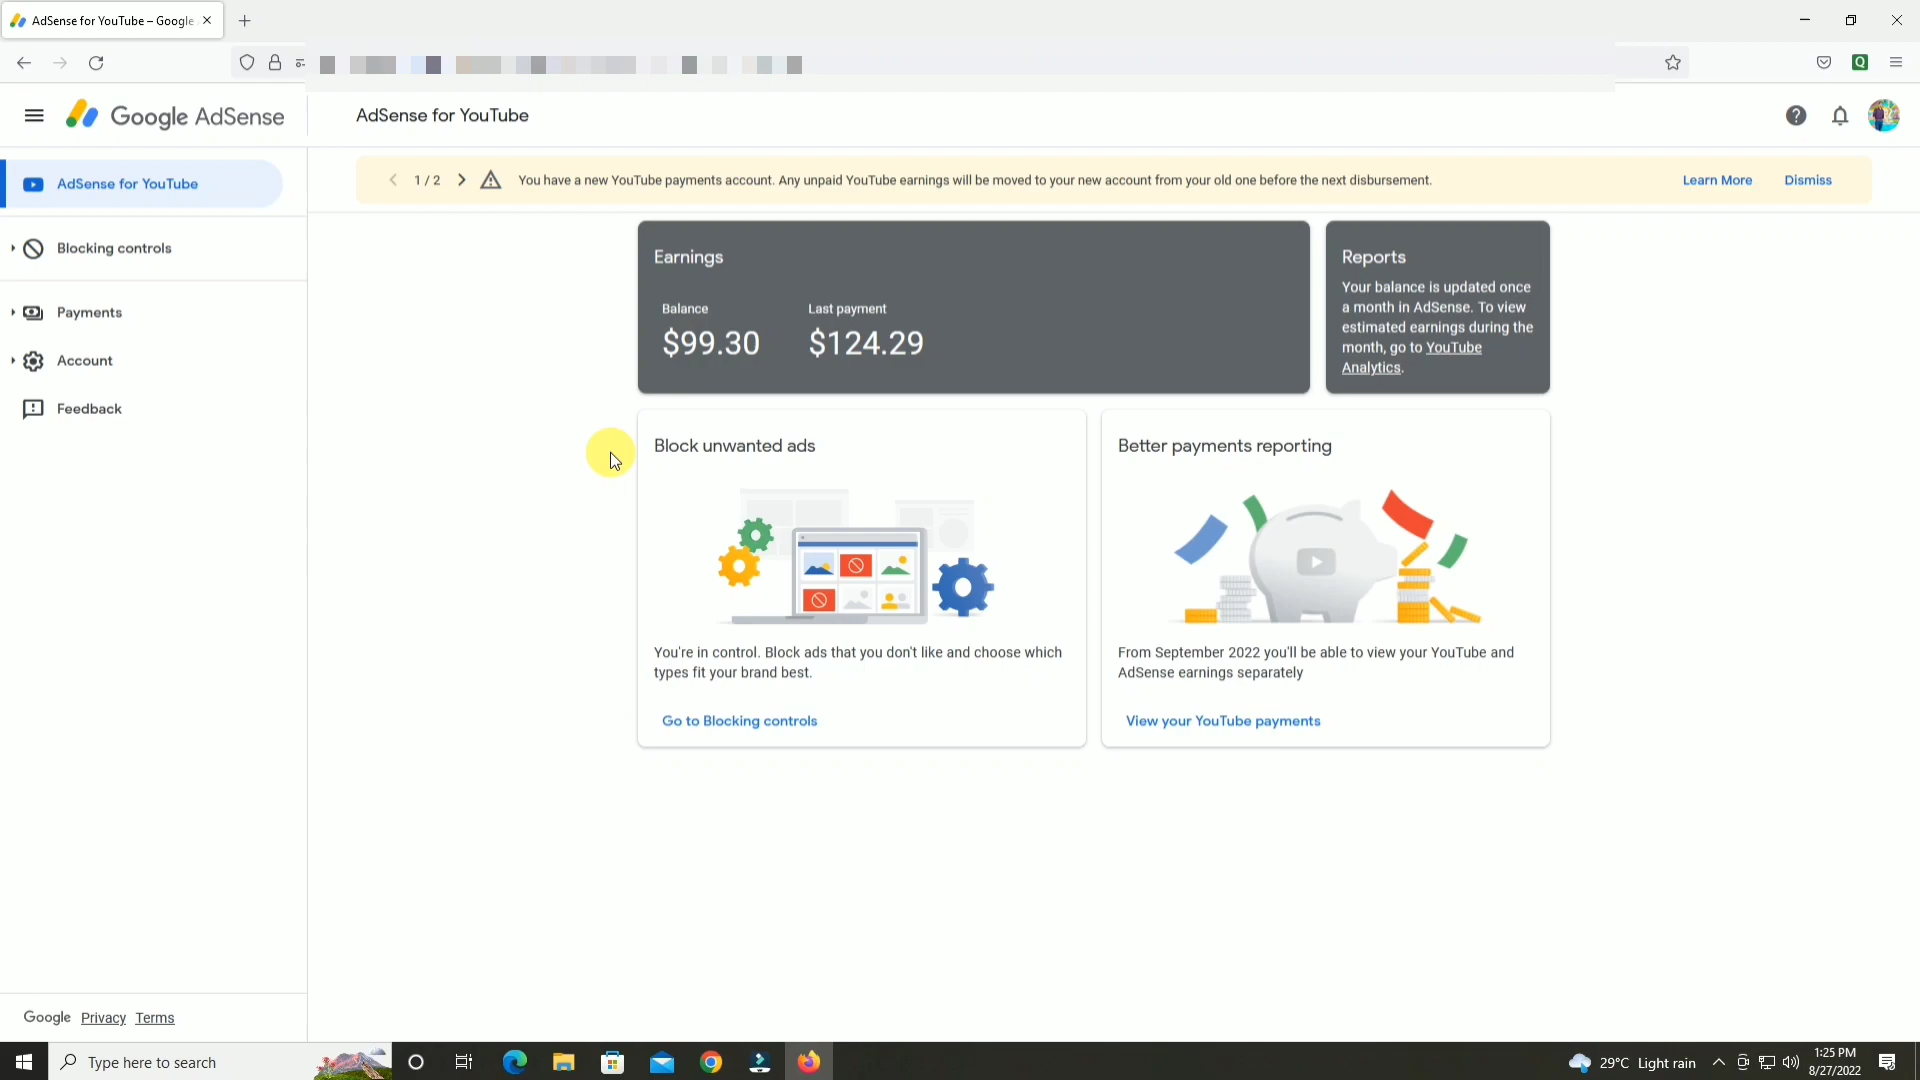 AdSense for YouTube – Google
Google AdSense
AdSense for YouTube
AdSense for YouTube
1 / 2
You have a new YouTube payments account. Any unpaid YouTube earnings will be moved to your new account from your old one before the next disbursement.
Learn More
Dismiss
Blocking controls
Payments
Account
Feedback
Earnings
Balance
Last payment
$99.30
$124.29
Reports
Your balance is updated once
a month in AdSense. To view
estimated earnings during the
month, go to YouTube
Analytics.
Block unwanted ads
You're in control. Block ads that you don't like and choose which
types fit your brand best.
Go to Blocking controls
Better payments reporting
From September 2022 you'll be able to view your YouTube and
AdSense earnings separately
View your YouTube payments
Google
Privacy
Terms
Type here to search
29°C Light rain
1:25 PM
8/27/2022